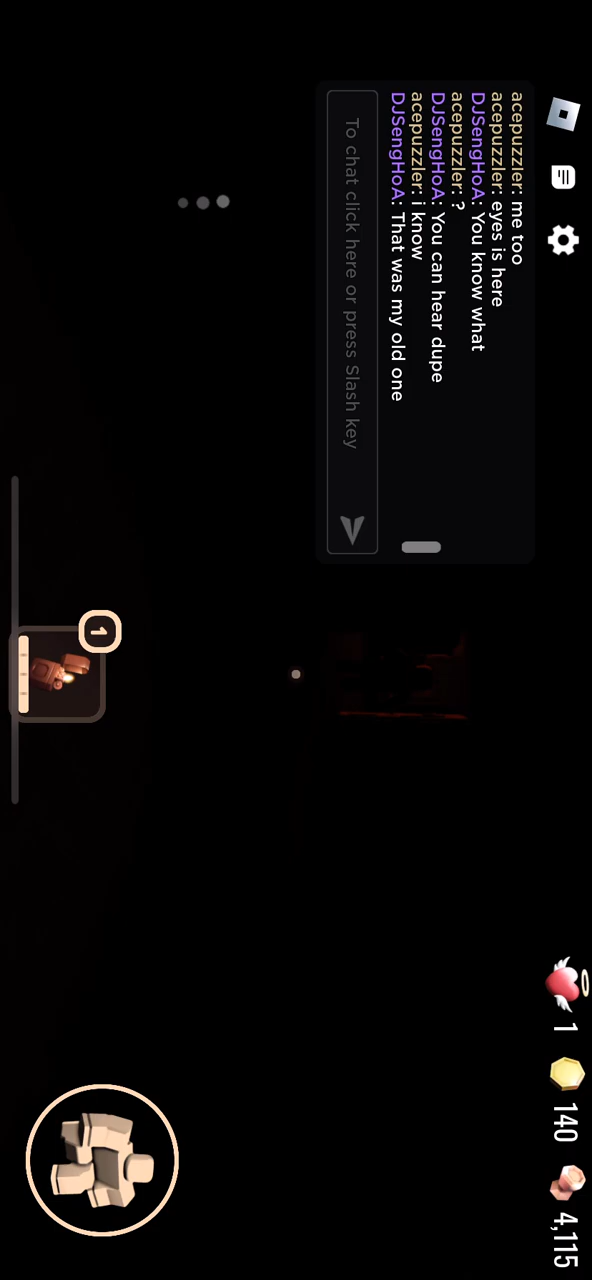 acepuzzler: me too
acepuzzler: eyes is here
DJSengHoA: You know what
acepuzzler: ?
DJSengHoA: You can hear dupe
acepuzzler: i know
DJSengHoA: That was my old one
To chat click here or press Slash key
1
1
140
4,115